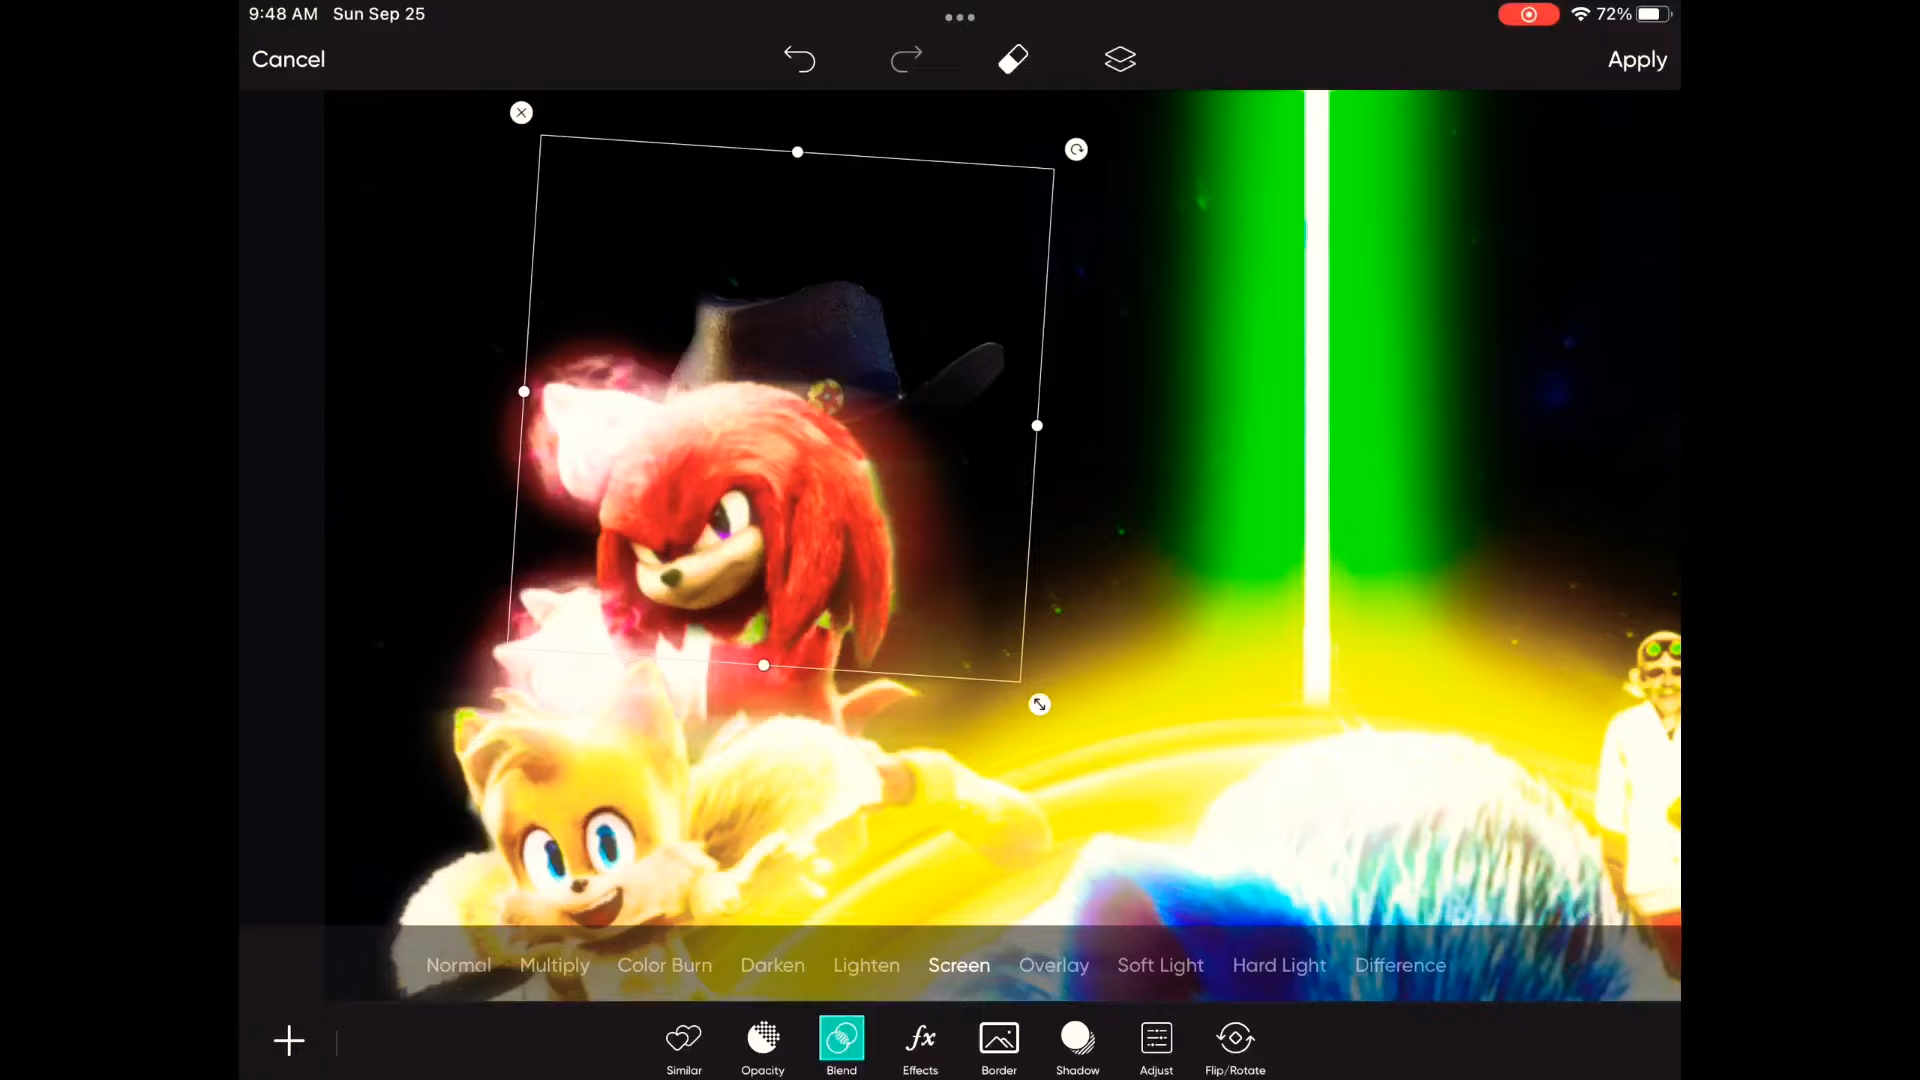 9:48 AM Sun Sep 25
72%
Cancel
Apply
Normal Multiply Color Burn Darken Lighten Screen Overlay Soft Light Hard Light Difference
fx
Similar Opacity Blend Effects Border Shadow Adjust Flip/Rotate